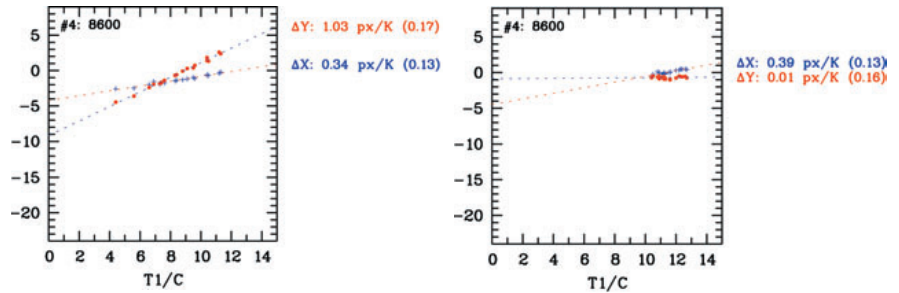 #4: 8600
ΔY: 1.03 px/K (0.17)
ΔX: 0.34 px/K (0.13)
5
0
−5
−10
−15
−20
0 2 4 6 8 10 12 14
T1/C
#4: 8600
ΔX: 0.39 px/K (0.13)
ΔY: 0.01 px/K (0.16)
5
0
−5
−10
−15
−20
0 2 4 6 8 10 12 14
T1/C